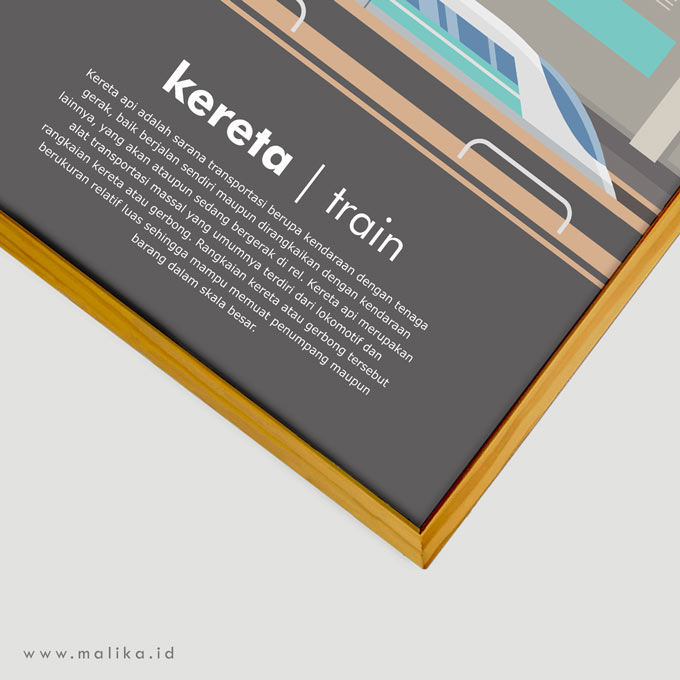 kereta | train
Kereta api adalah sarana transportasi berupa kendaraan dengan tenaga
gerak, baik berjalan sendiri maupun dirangkaikan dengan kendaraan
lainnya, yang akan ataupun sedang bergerak di rel. Kereta api merupakan
alat transportasi massal yang umumnya terdiri dari lokomotif dan
rangkaian kereta atau gerbong. Rangkaian kereta atau gerbong tersebut
berukuran relatif luas sehingga mampu memuat penumpang maupun
barang dalam skala besar.
www.malika.id